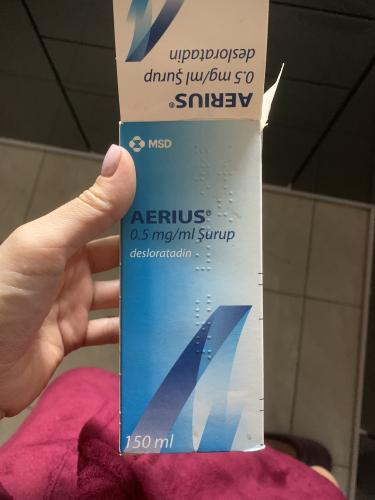 AERIUS®
0.5 mg/ml Şurup
desloratadin
MSD
AERIUS®
0.5 mg/ml Şurup
desloratadin
150 ml